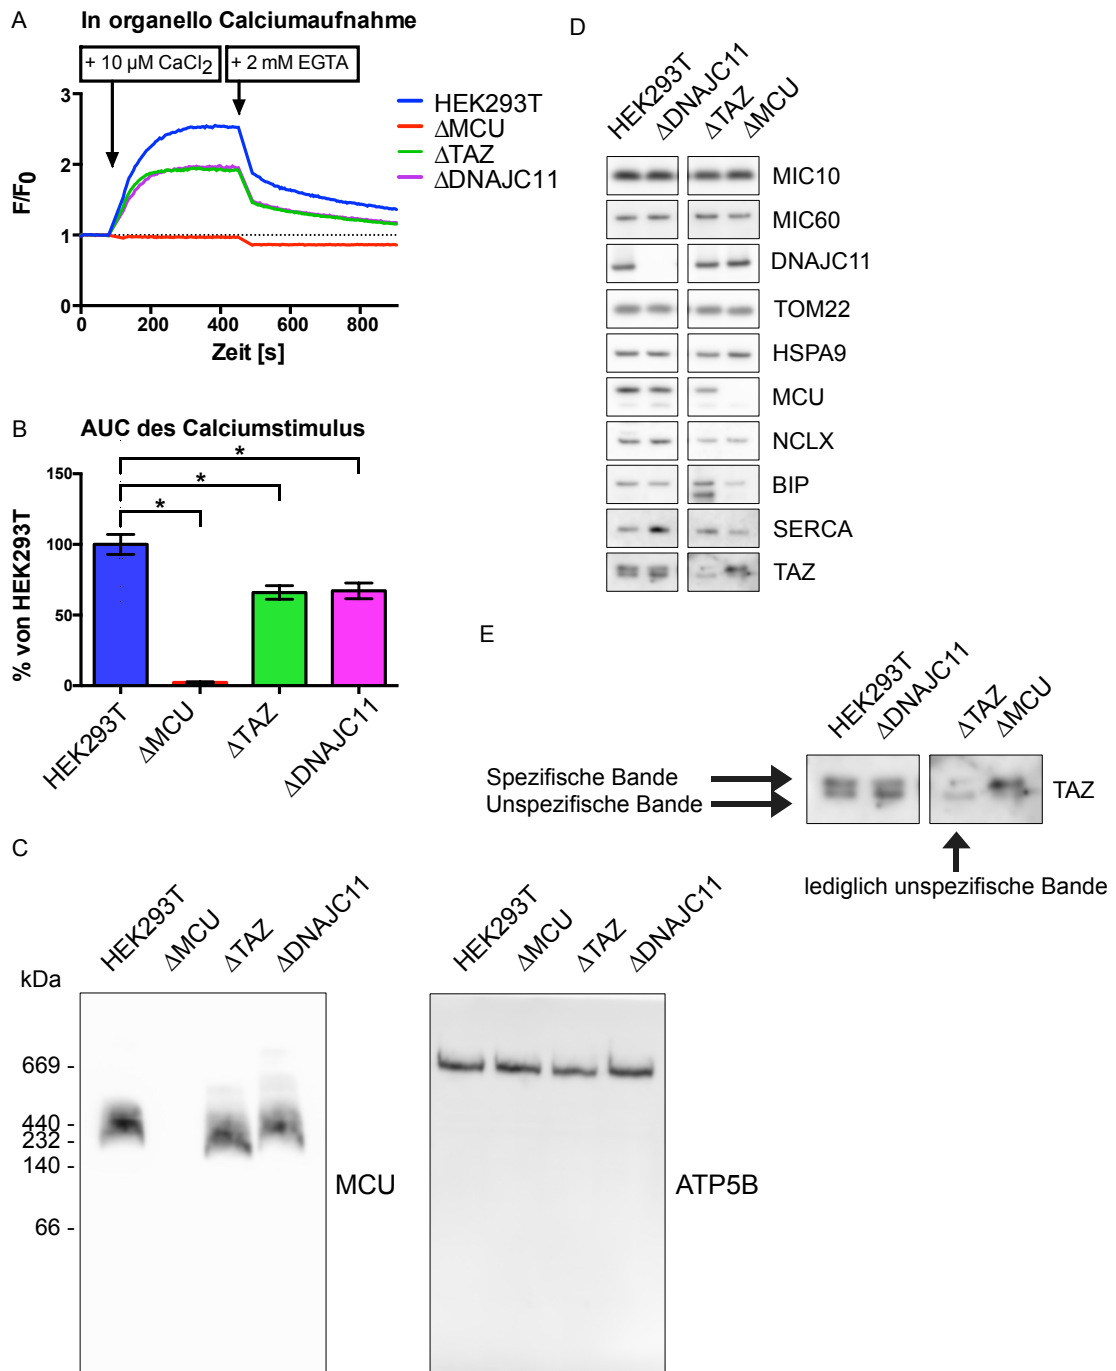 A
In organello Calciumaufnahme
+ 10 µM CaCl2
+ 2 mM EGTA
HEK293T
ΔMCU
ΔTAZ
ΔDNAJC11
F/F0
3
2
1
0
0
200
400
600
800
Zeit [s]
B
AUC des Calciumstimulus
*
*
*
% von HEK293T
150
100
50
0
HEK293T
ΔMCU
ΔTAZ
ΔDNAJC11
C
HEK293T
ΔMCU
ΔTAZ
ΔDNAJC11
kDa
669 -
440 -
232 -
140 -
66 -
MCU
HEK293T
ΔMCU
ΔTAZ
ΔDNAJC11
ATP5B
D
HEK293T
ΔDNAJC11
ΔTAZ
ΔMCU
MIC10
MIC60
DNAJC11
TOM22
HSPA9
MCU
NCLX
BIP
SERCA
TAZ
E
HEK293T
ΔDNAJC11
ΔTAZ
ΔMCU
Spezifische Bande
Unspezifische Bande
TAZ
lediglich unspezifische Bande